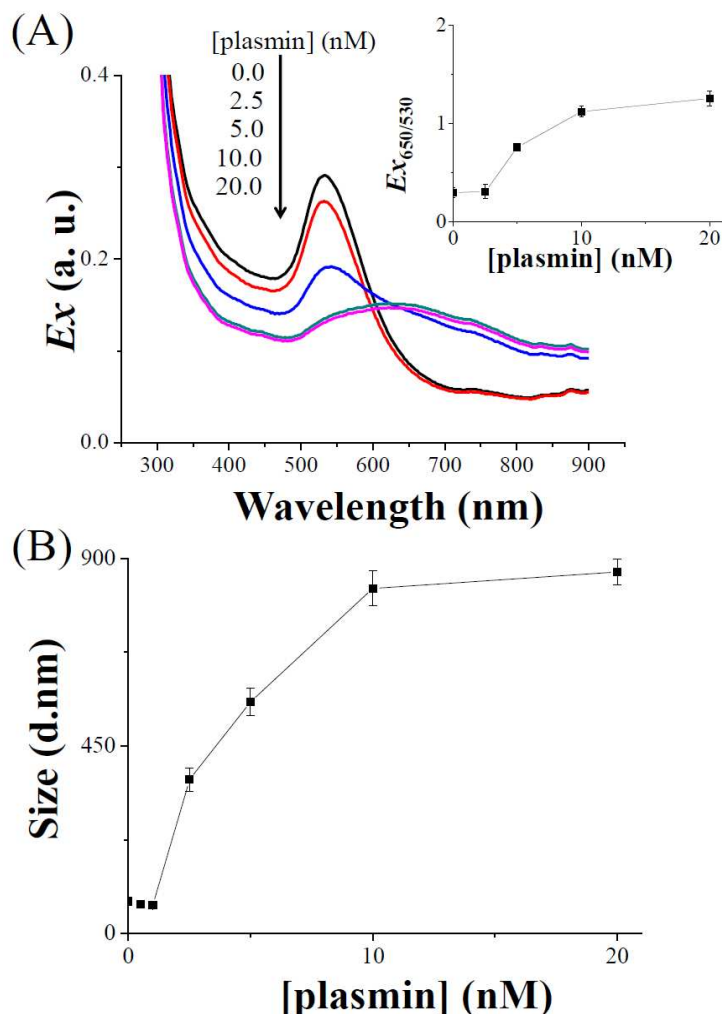 (A)
[plasmin] (nM)
0.0
2.5
5.0
10.0
20.0
0.4
0.2
0.0
Ex (a. u.)
300 400 500 600 700 800 900
Wavelength (nm)
2
1
0
Ex650/530
0 10 20
[plasmin] (nM)
(B)
900
450
0
Size (d.nm)
0 10 20
[plasmin] (nM)